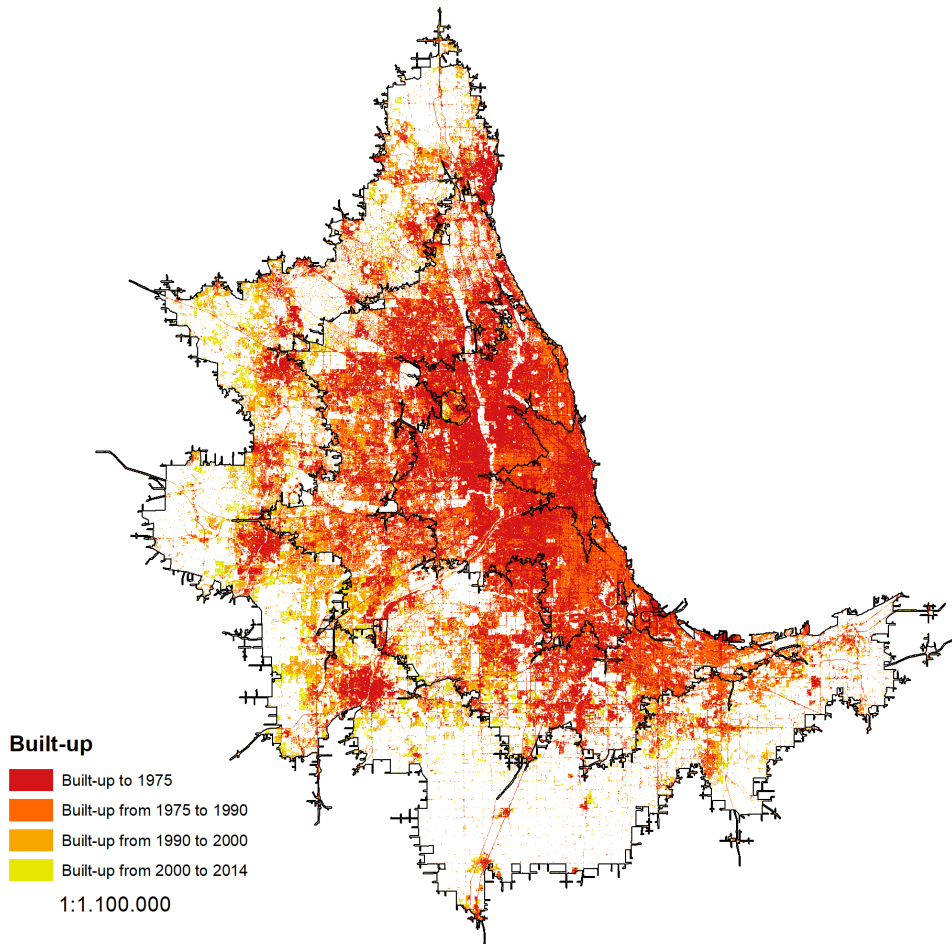 Built-up
Built-up to 1975
Built-up from 1975 to 1990
Built-up from 1990 to 2000
Built-up from 2000 to 2014
1:1.100.000